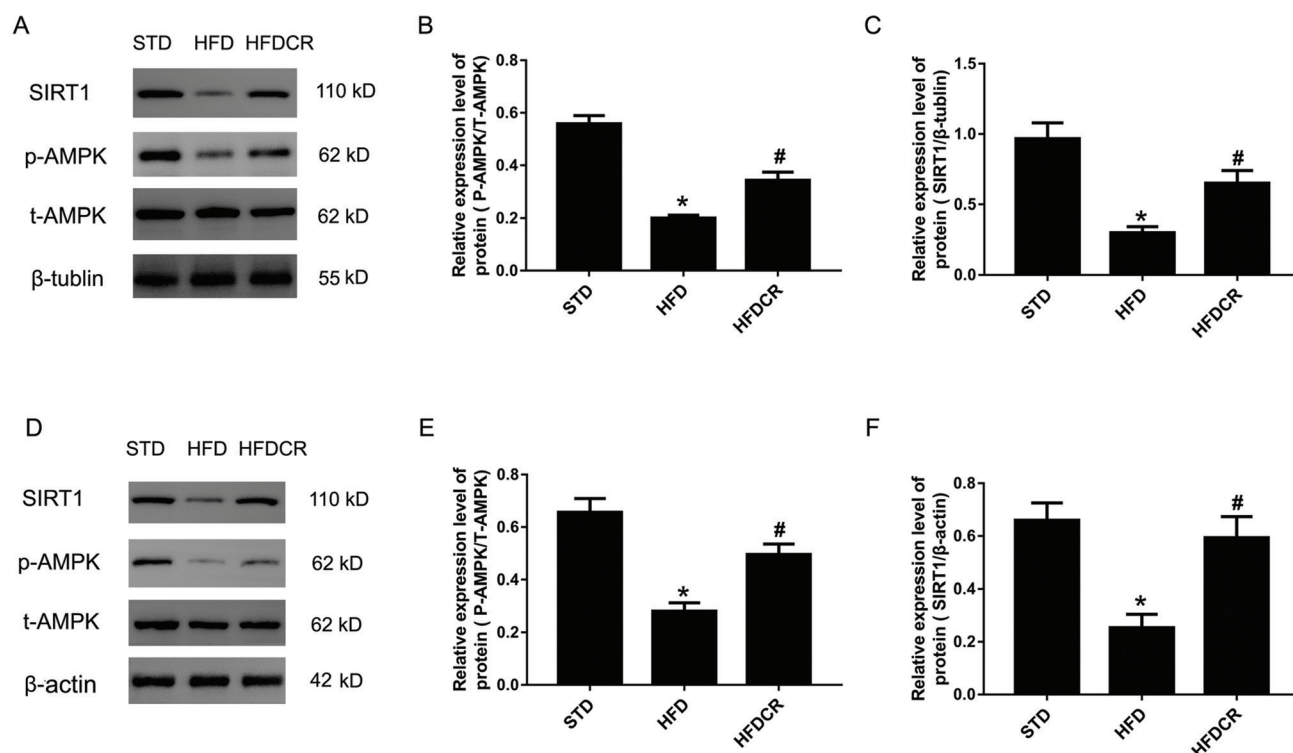 A
STD HFD HFDCR
SIRT1 110 kD
p-AMPK 62 kD
t-AMPK 62 kD
β-tublin 55 kD
B
Relative expression level of
protein ( P-AMPK/T-AMPK)
0.8
0.6
0.4
0.2
0.0
*
#
STD
HFD
HFDCR
C
Relative expression level of
protein ( SIRT1/β-tublin)
1.5
1.0
0.5
0.0
*
#
STD
HFD
HFDCR
D
STD HFD HFDCR
SIRT1 110 kD
p-AMPK 62 kD
t-AMPK 62 kD
β-actin 42 kD
E
Relative expression level of
protein ( P-AMPK/T-AMPK)
0.8
0.6
0.4
0.2
0.0
*
#
STD
HFD
HFDCR
F
Relative expression level of
protein ( SIRT1/β-actin)
0.8
0.6
0.4
0.2
0.0
*
#
STD
HFD
HFDCR